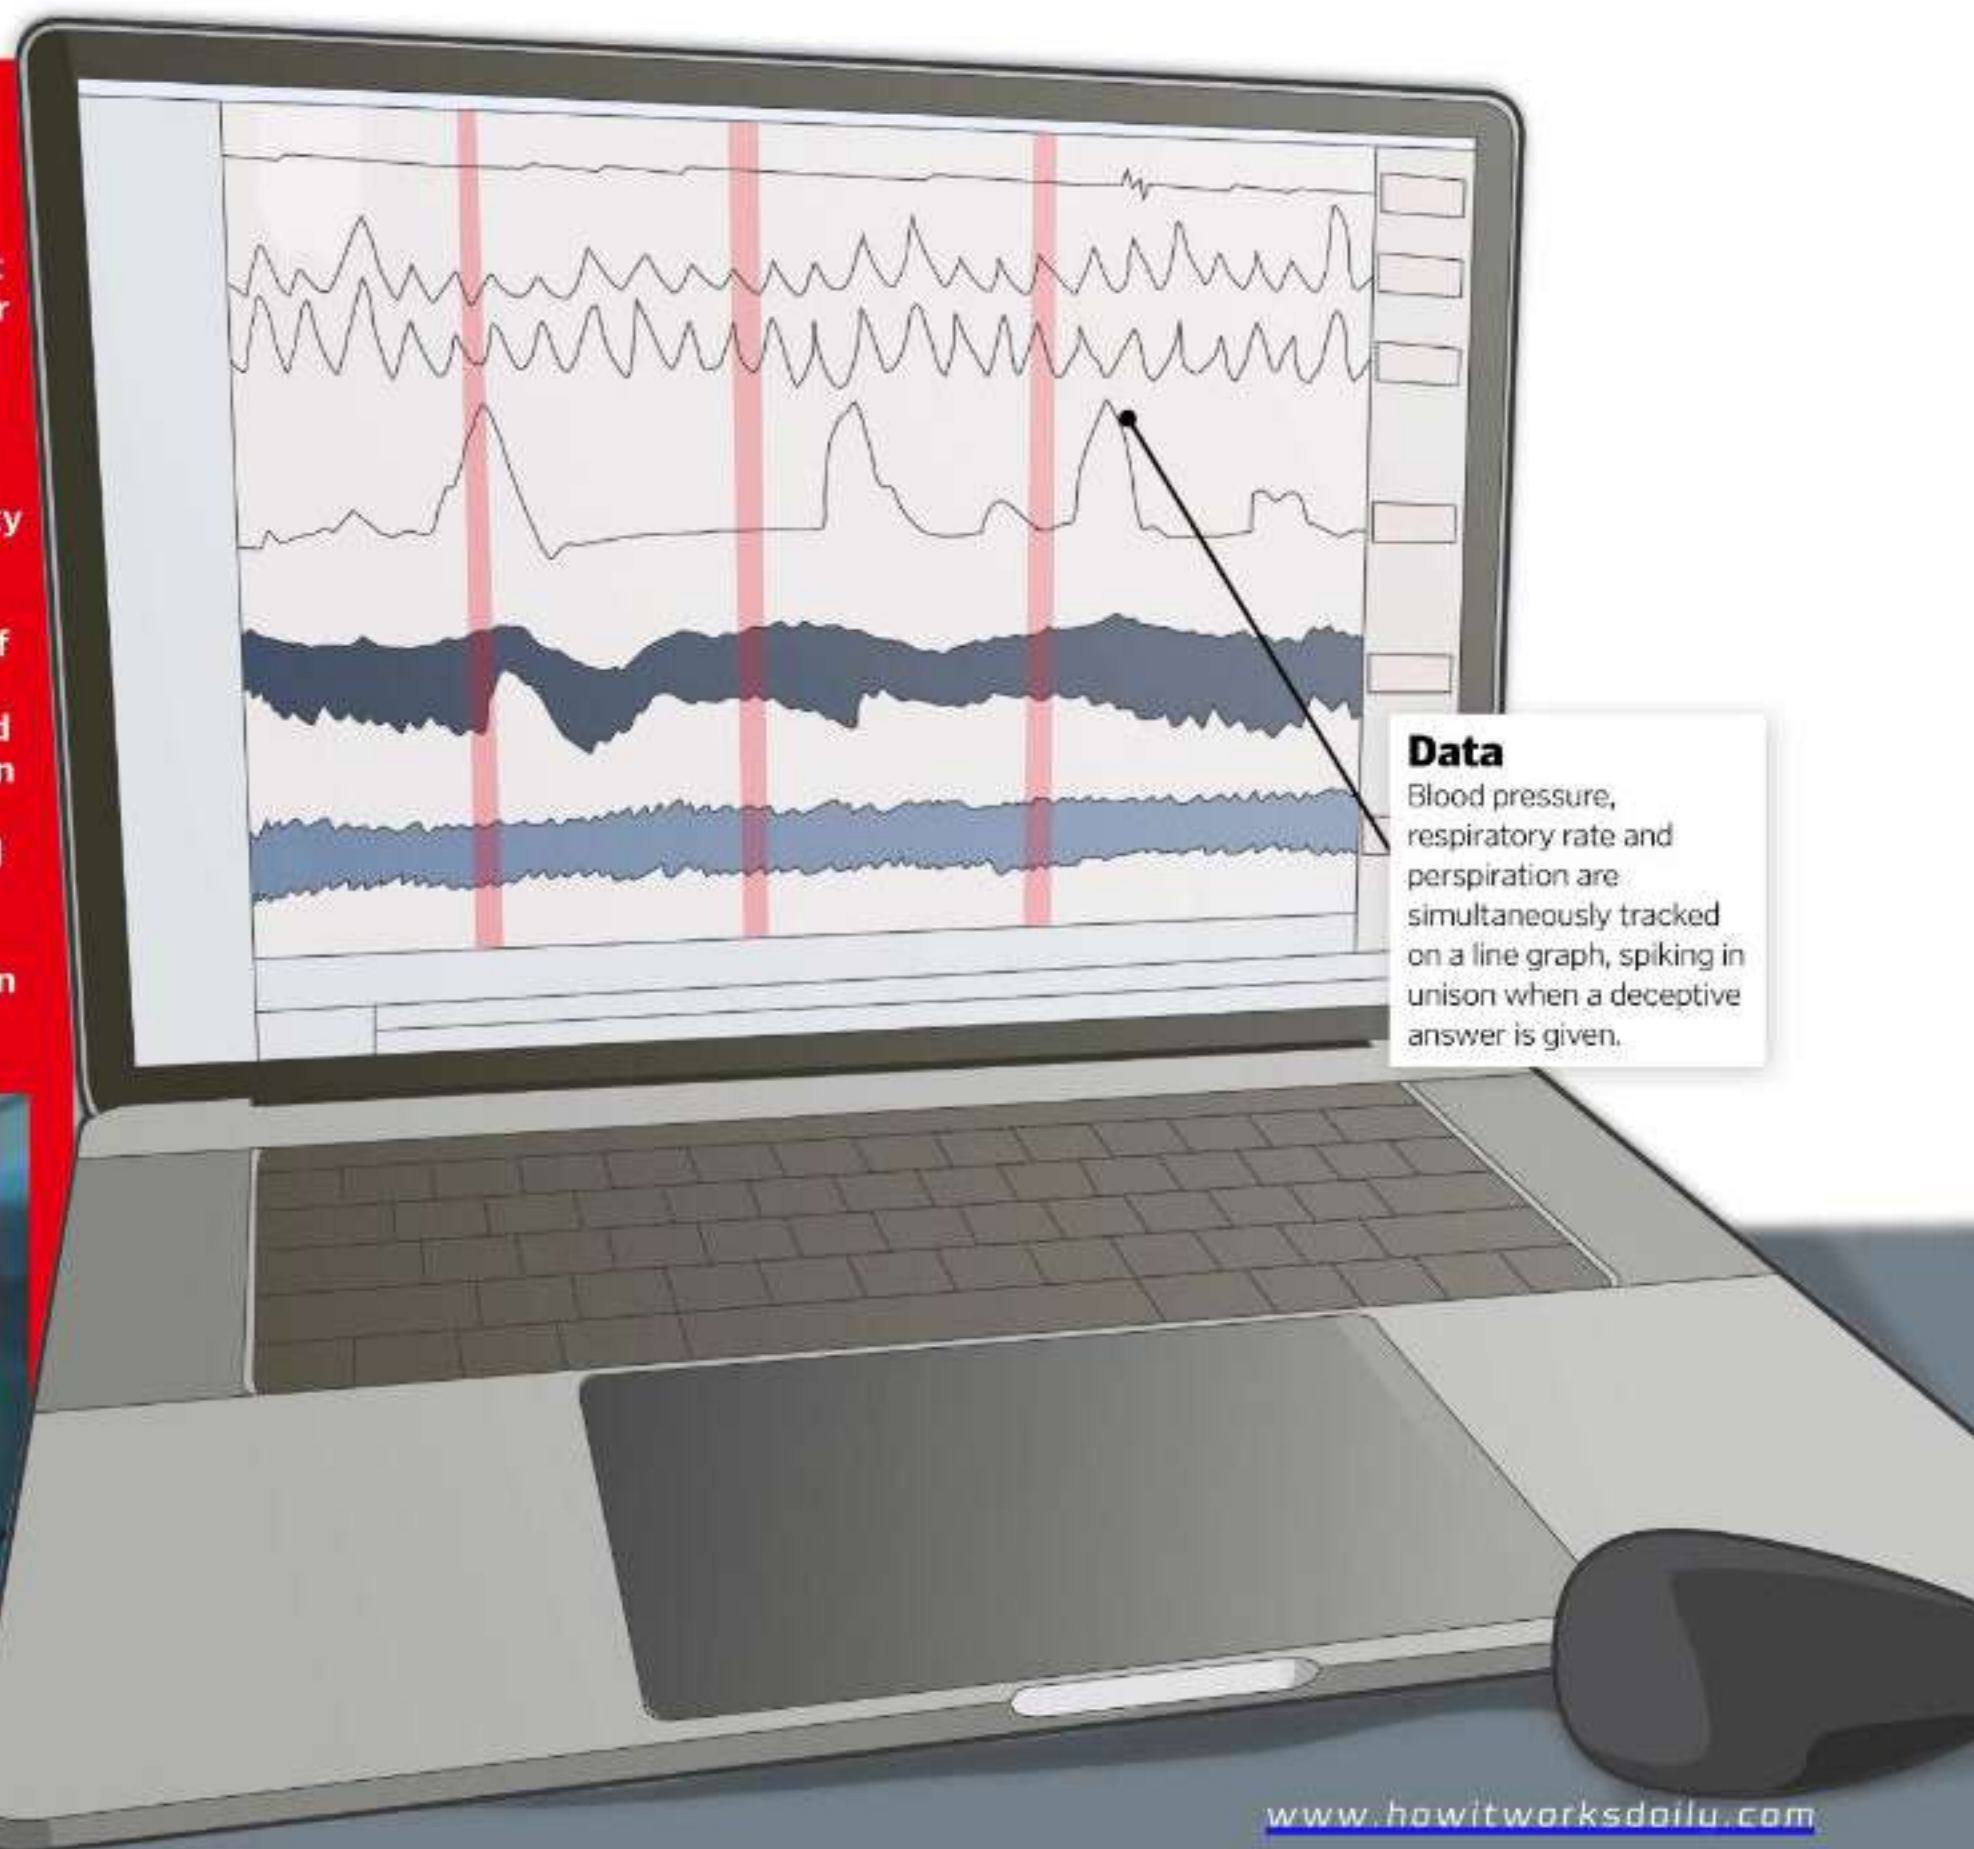 y
f
d
n
n
Data
Blood pressure,
respiratory rate and
perspiration are
simultaneously tracked
on a line graph, spiking in
unison when a deceptive
answer is given.
www.howitworksdaily.com